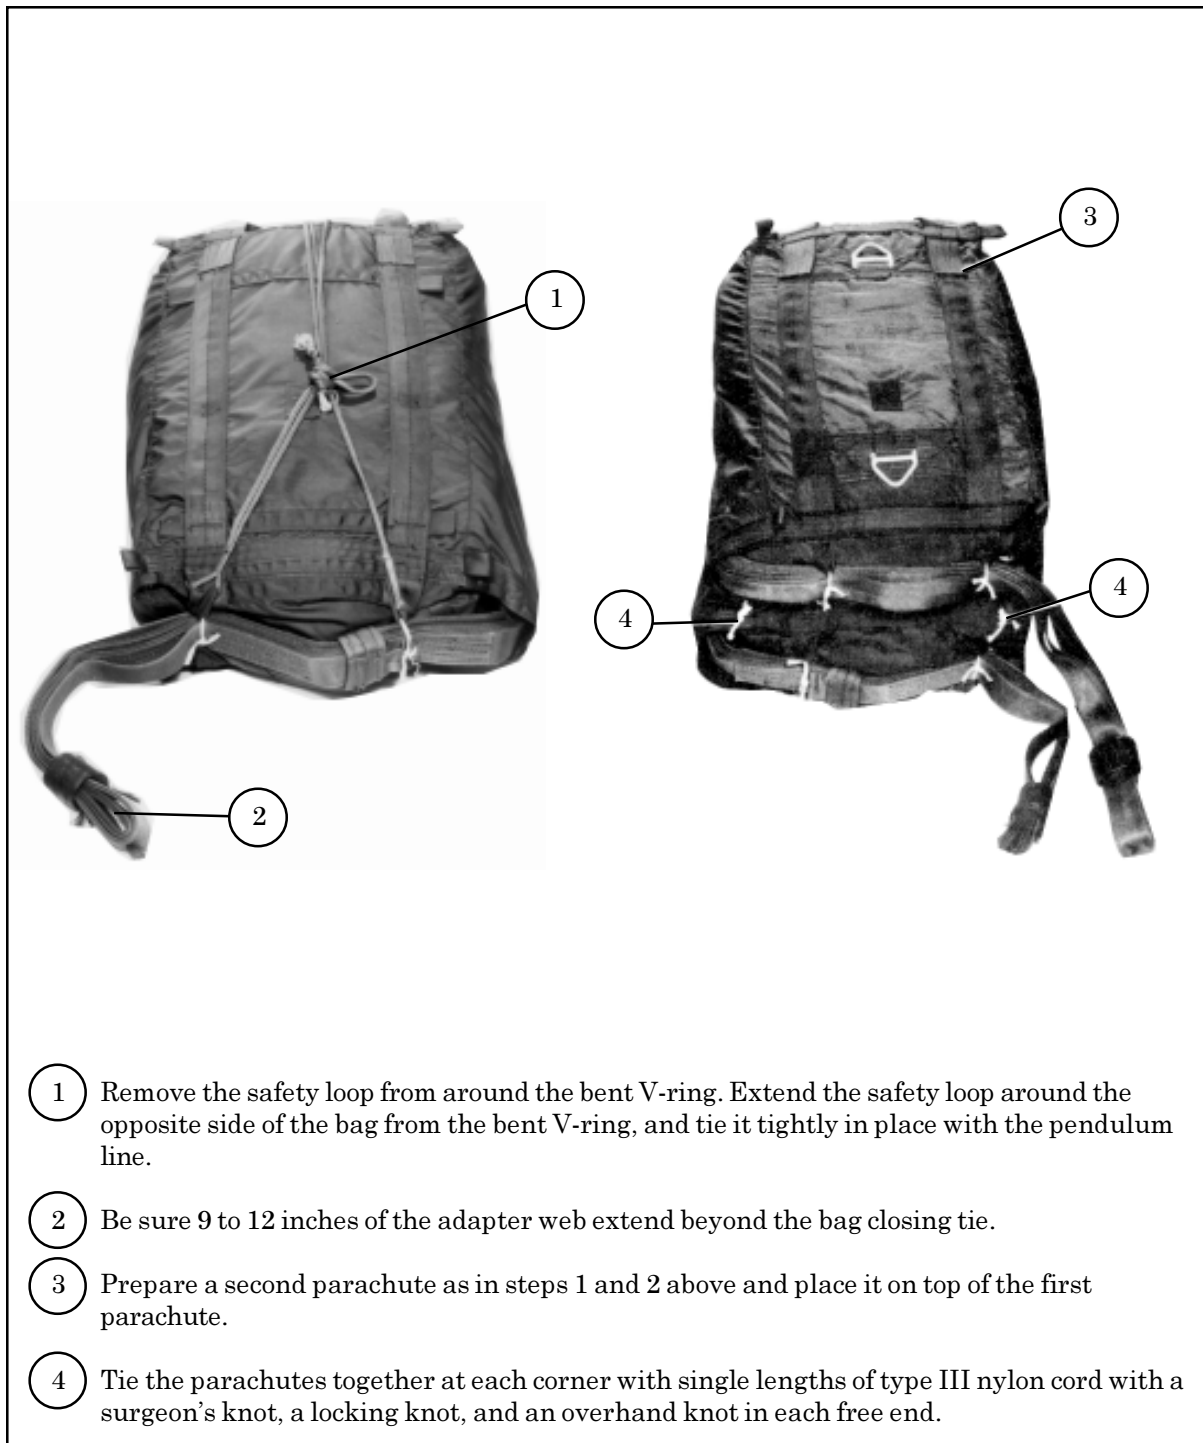 3
1
4
4
2
1 Remove the safety loop from around the bent V-ring. Extend the safety loop around the
opposite side of the bag from the bent V-ring, and tie it tightly in place with the pendulum
line.
2 Be sure 9 to 12 inches of the adapter web extend beyond the bag closing tie.
3 Prepare a second parachute as in steps 1 and 2 above and place it on top of the first
parachute.
4 Tie the parachutes together at each corner with single lengths of type III nylon cord with a
surgeon’s knot, a locking knot, and an overhand knot in each free end.